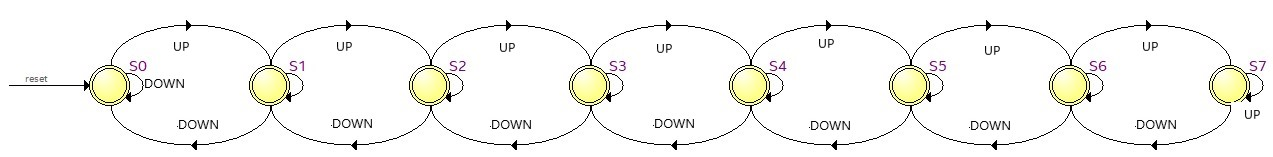 UP UP UP UP UP UP UP
reset S0 S1 S2 S3 S4 S5 S6 S7
DOWN
UP
.DOWN .DOWN .DOWN .DOWN .DOWN .DOWN .DOWN